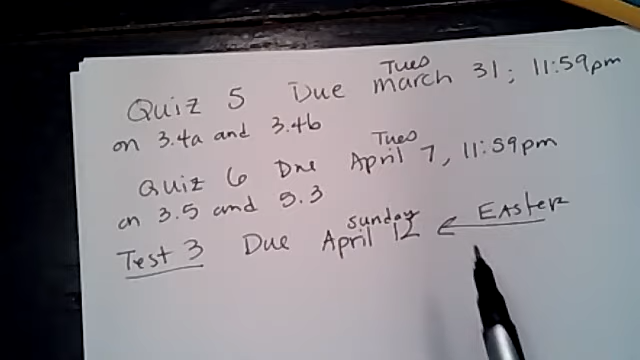 Quiz 5 Due Tues March 31; 11:59pm
on 3.4a and 3.4b
Quiz 6 Due Tues April 7, 11:59pm
on 3.5 and 5.3
Test 3 Due Sunday April 12 ← EASTER